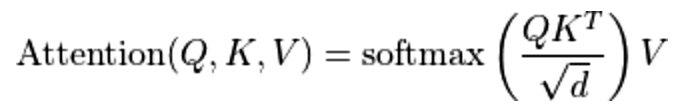 Attention(Q, K, V) = softmax(QK^T / √d)V